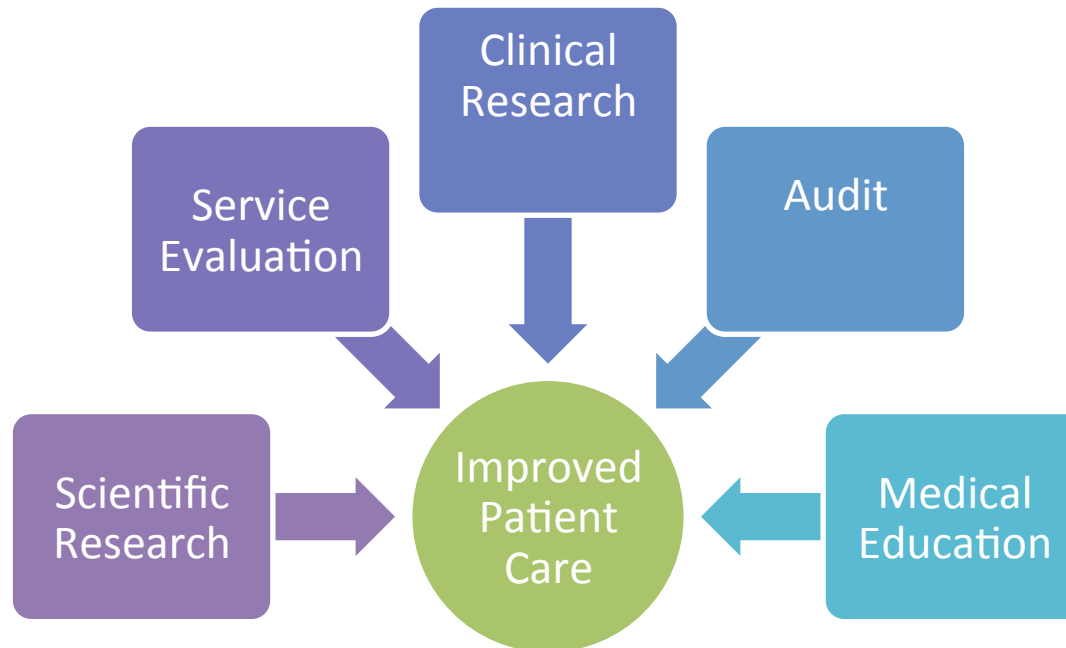 Clinical
Research
Service
Evaluation
Audit
Scientific
Research
Improved
Patient
Care
Medical
Education